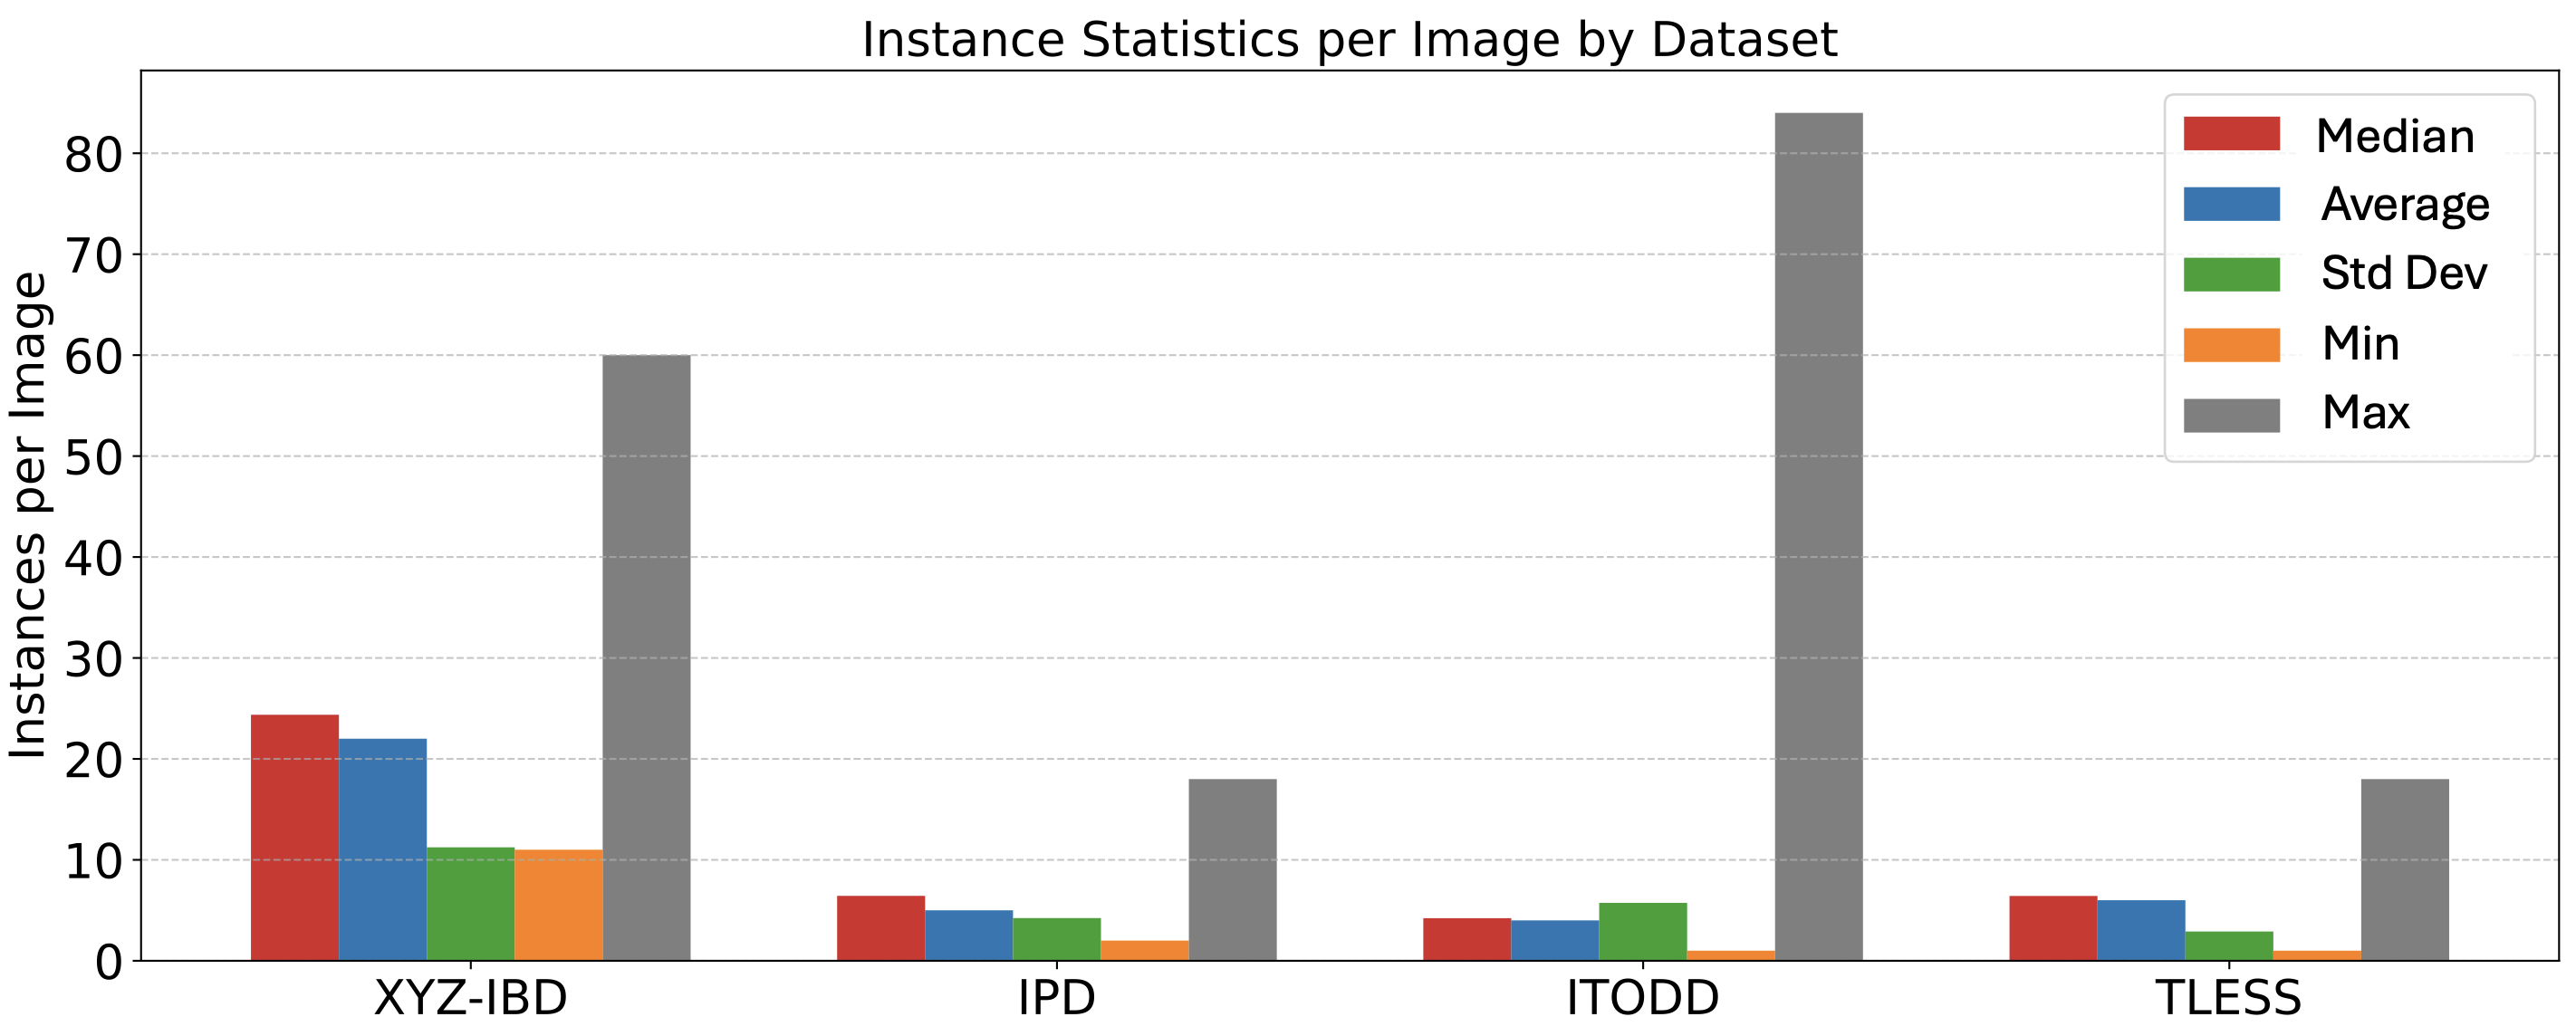 Instance Statistics per Image by Dataset
Instances per Image
80
70
60
50
40
30
20
10
0
XYZ-IBD
IPD
ITODD
TLESS
Median
Average
Std Dev
Min
Max